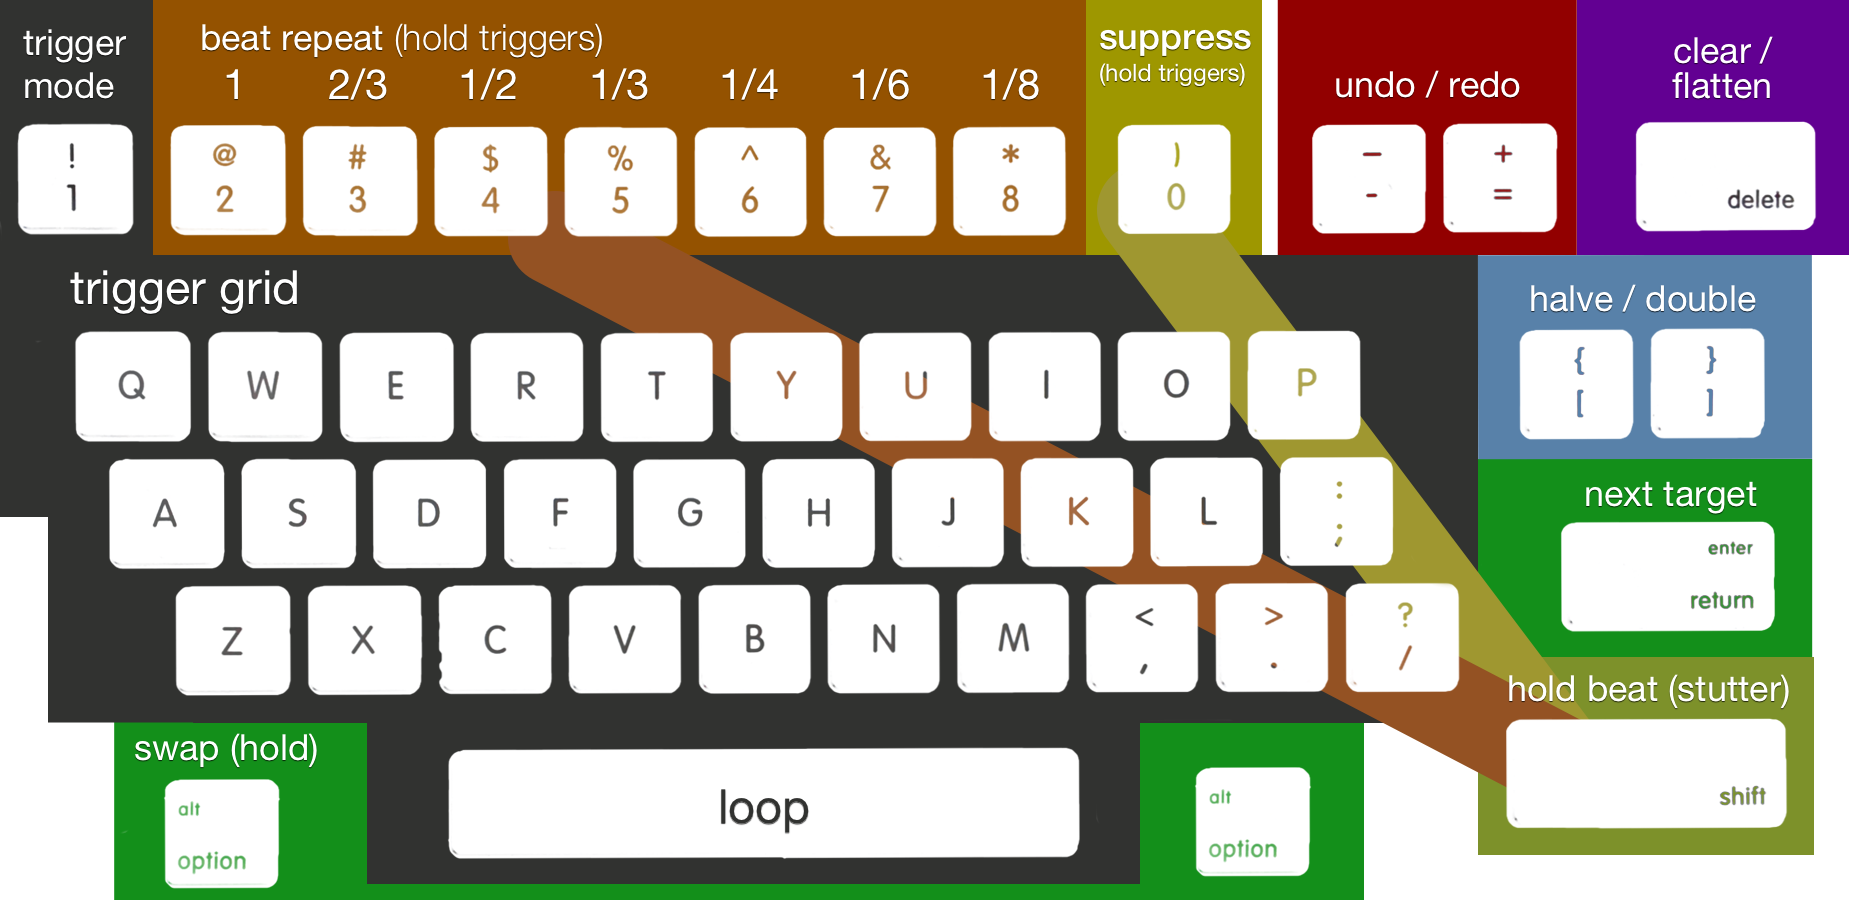 trigger
mode
beat repeat (hold triggers)
1 2/3 1/2 1/3 1/4 1/6 1/8
suppress
(hold triggers)
undo / redo
clear /
flatten
! @ # $ % ^ & * ) – +
1 2 3 4 5 6 7 8 0 - =
delete
trigger grid
halve / double
Q W E R T Y U I O P { }
[ ]
next target
A S D F G H J K L : ;
enter
return
Z X C V B N M < > ?
, . /
hold beat (stutter)
shift
swap (hold)
alt
option
loop
alt
option